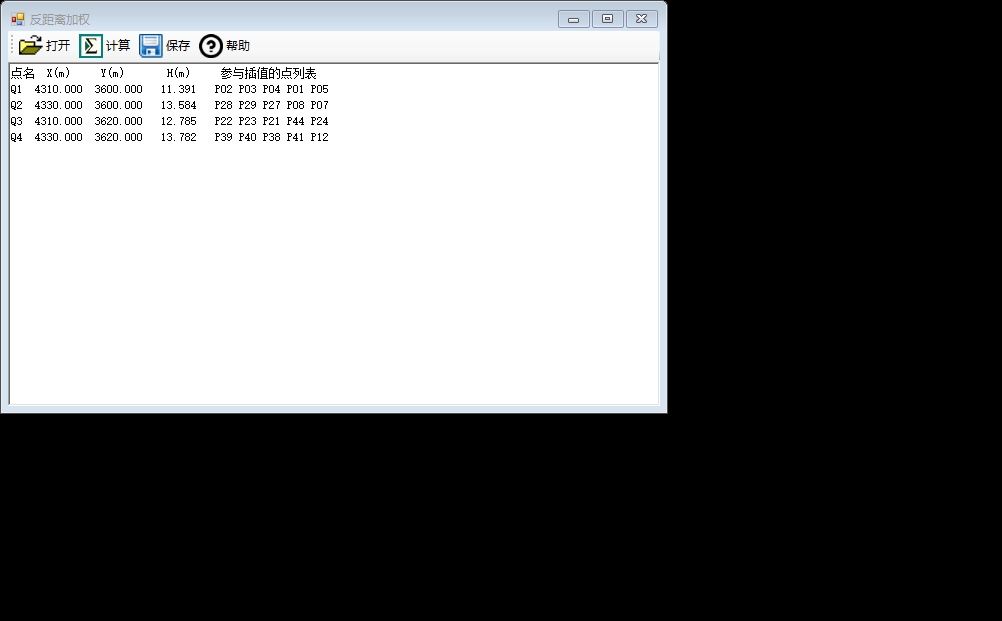 反距离加权
打开 计算 保存 帮助
点名 X(m) Y(m) H(m) 参与插值的点列表
Q1 4310.000 3600.000 11.391 P02 P03 P04 P01 P05
Q2 4330.000 3600.000 13.584 P28 P29 P27 P08 P07
Q3 4310.000 3620.000 12.785 P22 P23 P21 P44 P24
Q4 4330.000 3620.000 13.782 P39 P40 P38 P41 P12